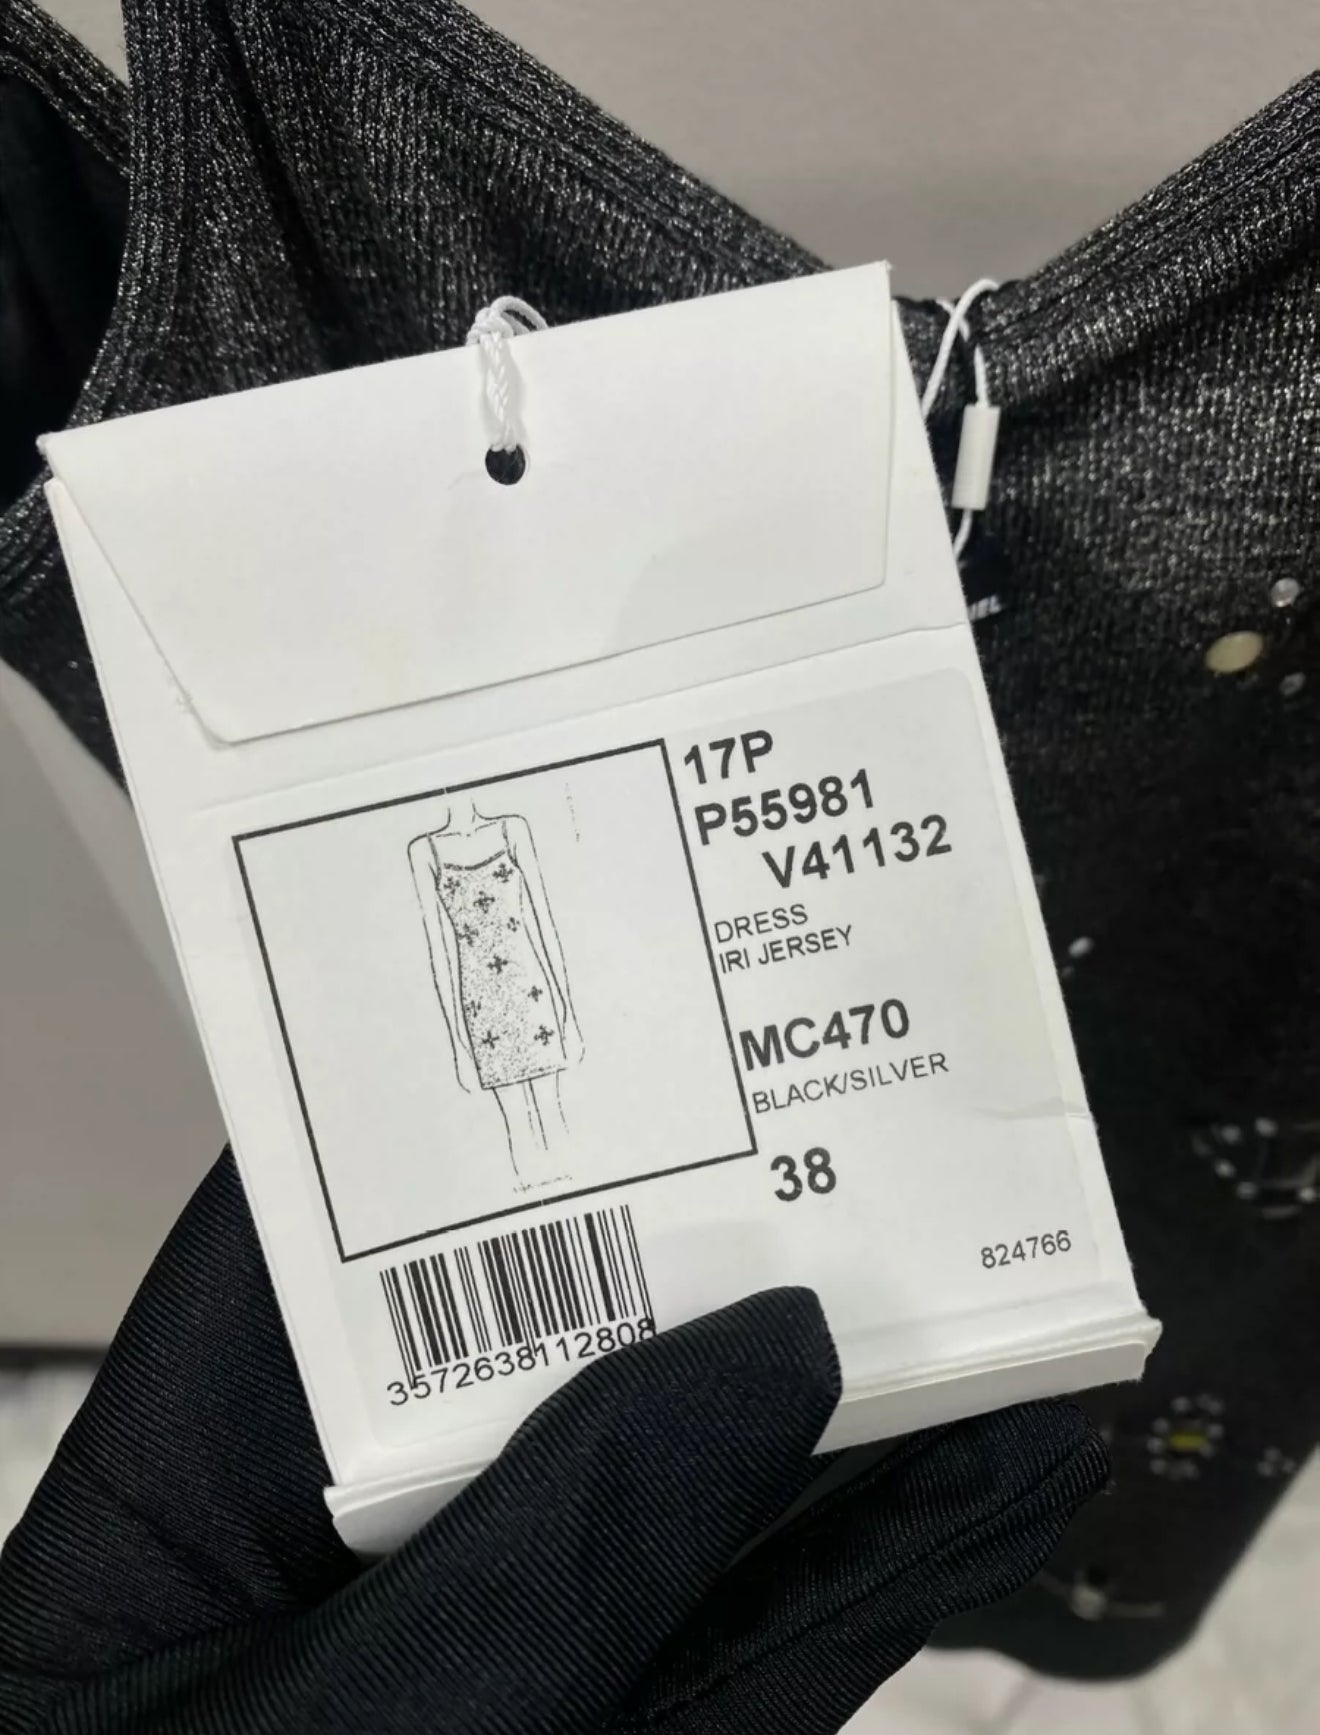 17P
P55981
V41132
DRESS
IRI JERSEY
MC470
BLACK/SILVER
38
824766
3572638112808